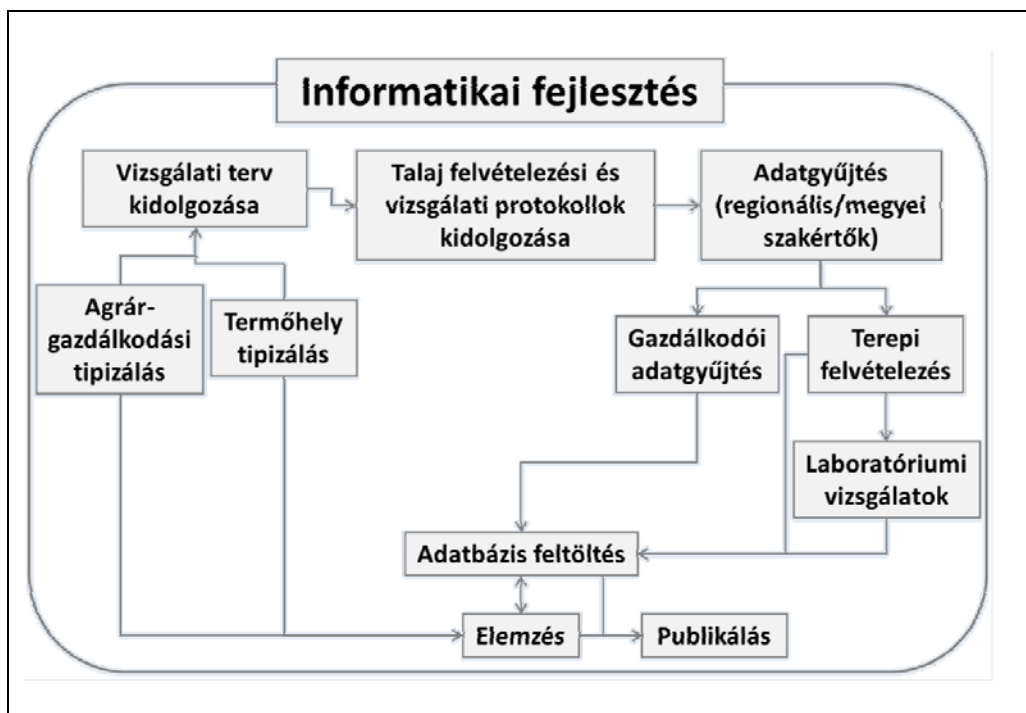 Informatikai fejlesztés
Vizsgálati terv
kidolgozása
Talaj felvételezési és
vizsgálati protokollok
kidolgozása
Adatgyűjtés
(regionális/megyei
szakértők)
Agrár-
gazdálkodási
tipizálás
Termőhely
tipizálás
Gazdálkodói
adatgyűjtés
Terepi
felvételezés
Laboratóriumi
vizsgálatok
Adatbázis feltöltés
Elemzés
Publikálás